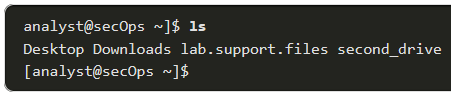 analyst@secOps ~]$ ls
Desktop Downloads lab.support.files second_drive
[analyst@secOps ~]$